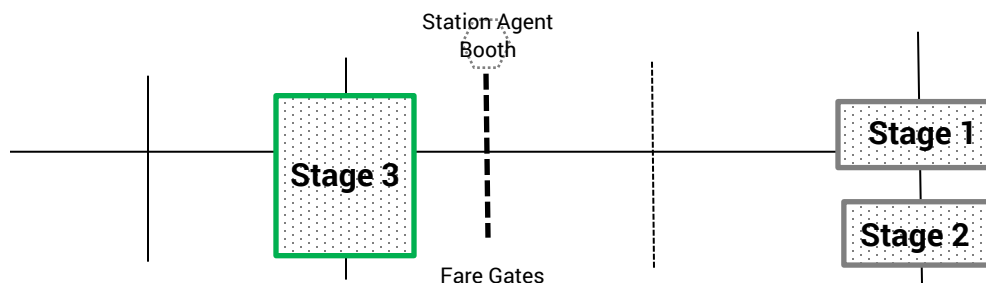 Station Agent
Booth
Stage 3
Stage 1
Stage 2
Fare Gates